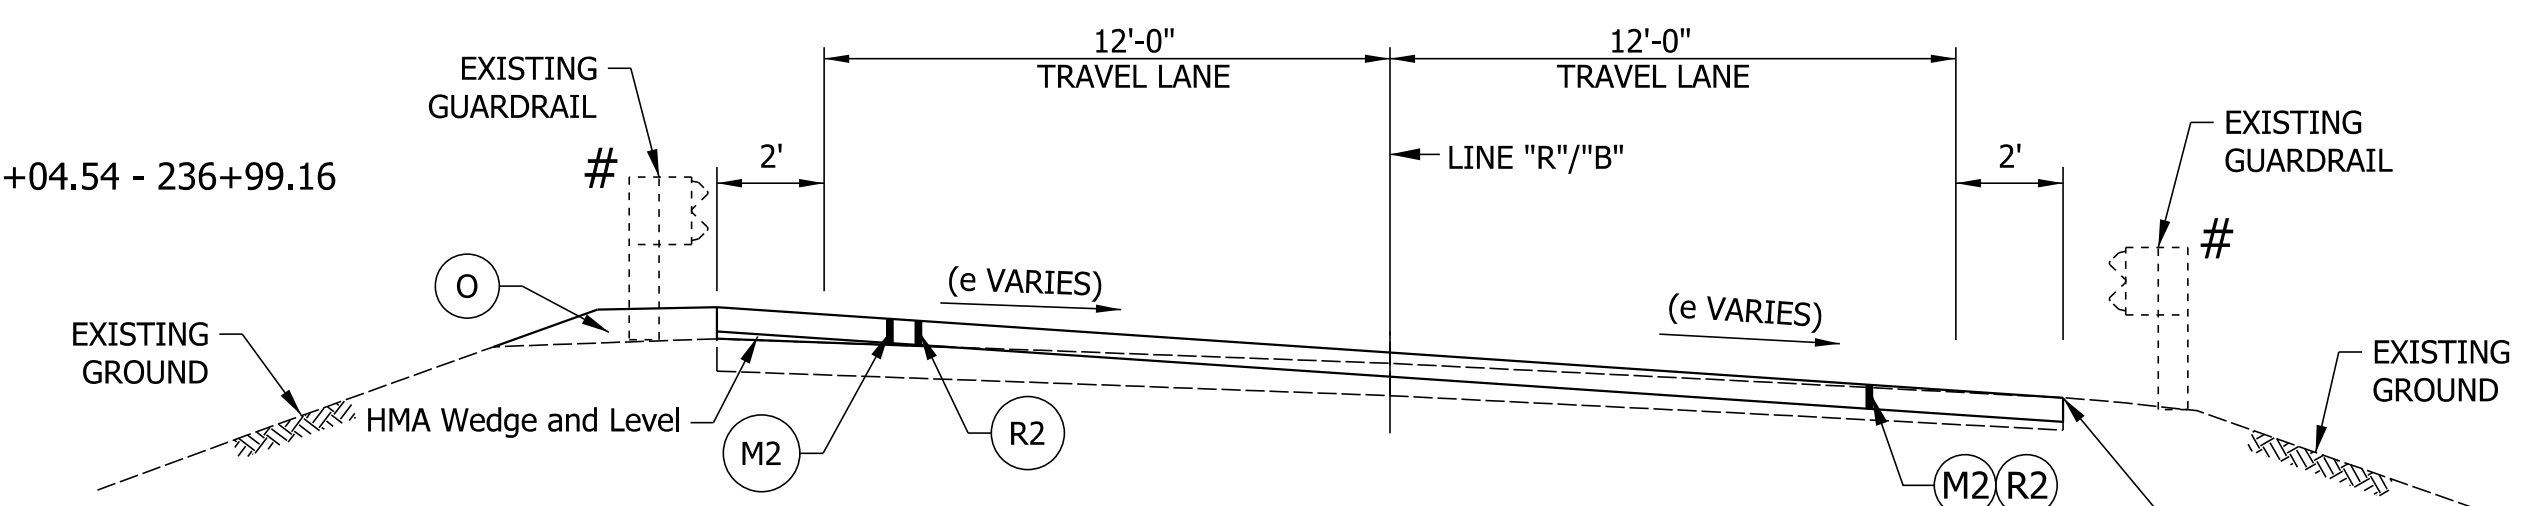 12'-0"
12'-0"
TRAVEL LANE
TRAVEL LANE
EXISTING
GUARDRAIL
EXISTING
GUARDRAIL
#
2'
LINE "R"/"B"
2'
+04.54 - 236+99.16
#
O
(e VARIES)
(e VARIES)
EXISTING
GROUND
EXISTING
GROUND
HMA Wedge and Level
M2
R2
M2
R2